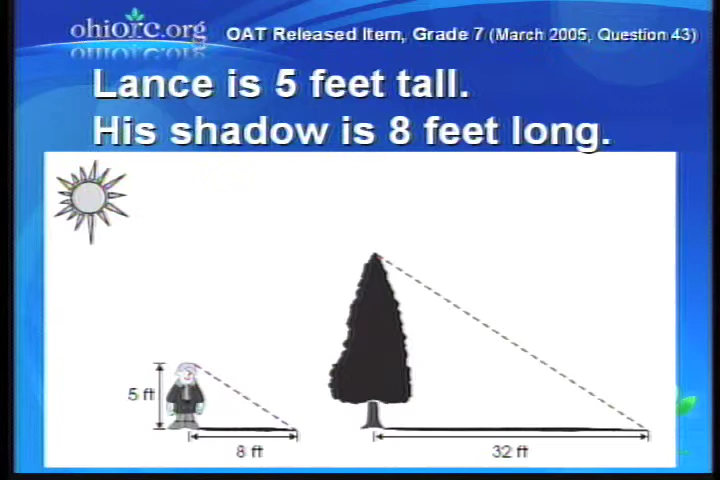 ohiorc.org OAT Released Item, Grade 7 (March 2005, Question 43)
Lance is 5 feet tall.
His shadow is 8 feet long.
5 ft
8 ft
32 ft